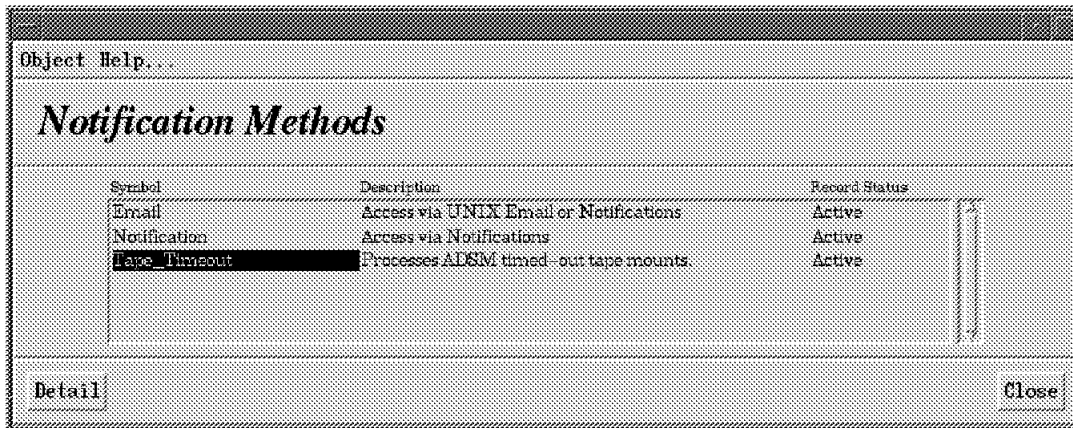 Object Help...
Notification Methods
Symbol Description Record Status
Email Access via UNIX Email or Notifications Active
Notification Access via Notifications Active
Tape_Timeout Processes ADSM timed-out tape mounts. Active
Detail Close